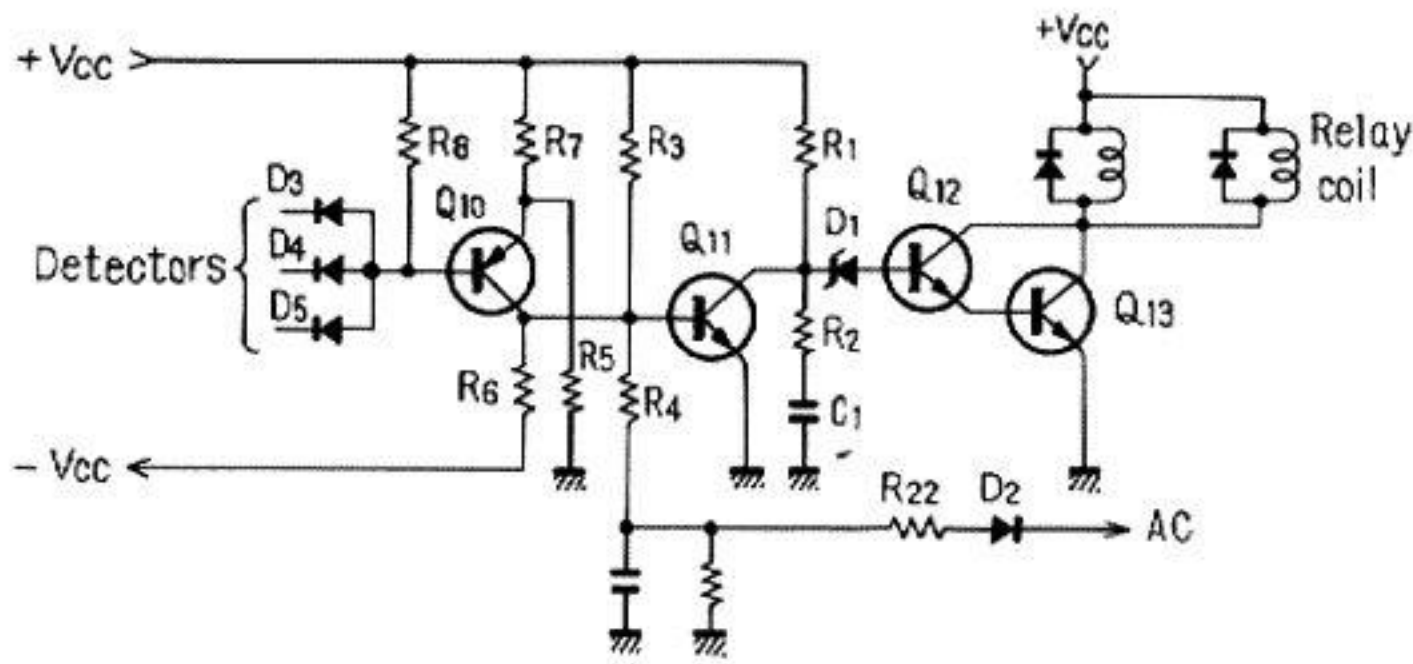 +Vcc
+Vcc
R8
R7
R3
R1
Relay
coil
D3
Q10
Q12
D1
Q11
Detectors
D4
Q13
D5
R2
R5
R6
R4
C1
-Vcc
R22
D2
AC